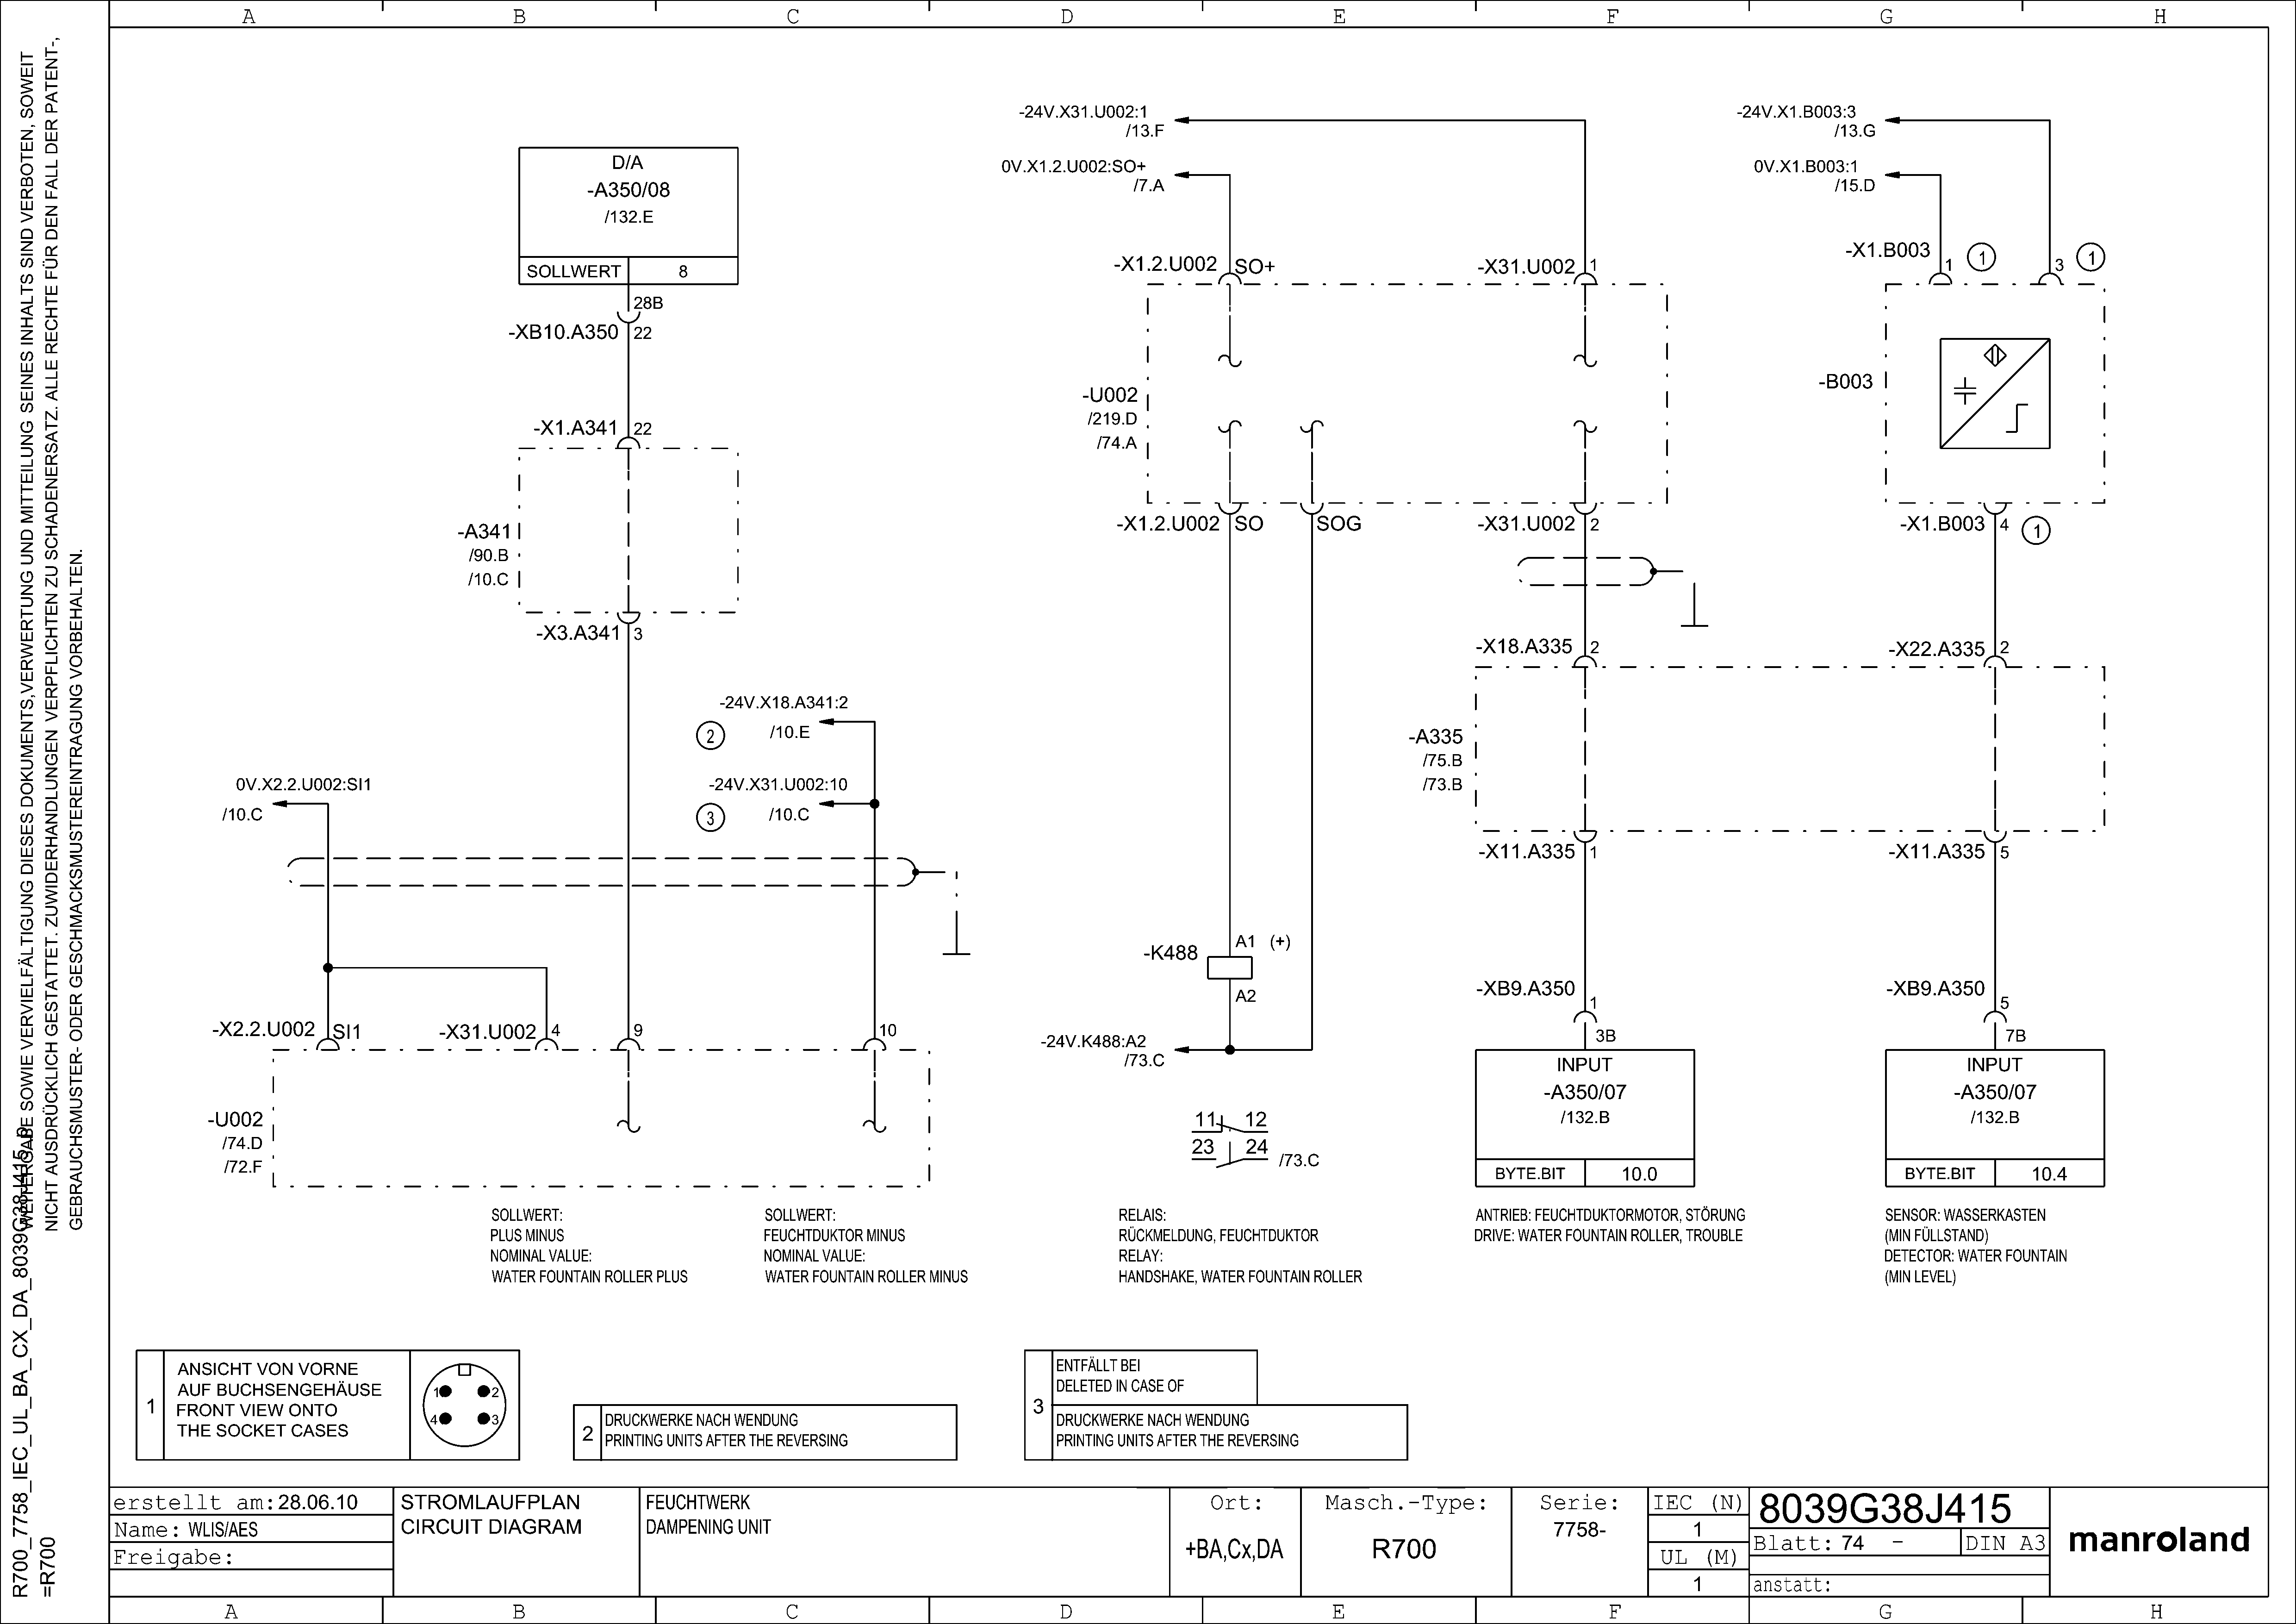 A B C D E F G H
WEITERGABE SOWIE VERVIELFÄLTIGUNG DIESES DOKUMENTS,VERWERTUNG UND MITTEILUNG SEINES INHALTS SIND VERBOTEN, SOWEIT
NICHT AUSDRÜCKLICH GESTATTET. ZUWIDERHANDLUNGEN VERPFLICHTEN ZU SCHADENERSATZ. ALLE RECHTE FÜR DEN FALL DER PATENT-,
GEBRAUCHSMUSTER- ODER GESCHMACKSMUSTEREINTRAGUNG VORBEHALTEN.
=R700
D/A
-A350/08
/132.E
SOLLWERT 8
28B
-XB10.A350 22
-X1.A341 22
-A341
/90.B
/10.C
-X3.A341 3
-24V.X18.A341:2
2 /10.E
0V.X2.2.U002:SI1
/10.C
-24V.X31.U002:10
3 /10.C
-X2.2.U002 SI1 -X31.U002 4 9 10
-U002
/74.D
/72.F
SOLLWERT:
PLUS MINUS
NOMINAL VALUE:
WATER FOUNTAIN ROLLER PLUS
SOLLWERT:
FEUCHTDUKTOR MINUS
NOMINAL VALUE:
WATER FOUNTAIN ROLLER MINUS
-24V.X31.U002:1
/13.F
0V.X1.2.U002:SO+
/7.A
-X1.2.U002 SO+ -X31.U002 1
-U002
/219.D
/74.A
-X1.2.U002 SO SOG -X31.U002 2
-K488 A1 (+)
A2
-24V.K488:A2
/73.C
11 12
23 24 /73.C
RELAIS:
RÜCKMELDUNG, FEUCHTDUKTOR
RELAY:
HANDSHAKE, WATER FOUNTAIN ROLLER
-24V.X1.B003:3
/13.G
0V.X1.B003:1
/15.D
-X1.B003 1 1 3 1
-B003
-X1.B003 4 1
-X18.A335 2 -X22.A335 2
-A335
/75.B
/73.B
-X11.A335 1 -X11.A335 5
-XB9.A350 1 -XB9.A350 5
3B 7B
INPUT
-A350/07
/132.B
BYTE.BIT 10.0
INPUT
-A350/07
/132.B
BYTE.BIT 10.4
ANTRIEB: FEUCHTDUKTORMOTOR, STÖRUNG
DRIVE: WATER FOUNTAIN ROLLER, TROUBLE
SENSOR: WASSERKASTEN
(MIN FÜLLSTAND)
DETECTOR: WATER FOUNTAIN
(MIN LEVEL)
1 ANSICHT VON VORNE
AUF BUCHSENGEHÄUSE
FRONT VIEW ONTO
THE SOCKET CASES
1 2
4 3
2 DRUCKWERKE NACH WENDUNG
PRINTING UNITS AFTER THE REVERSING
3 ENTFÄLLT BEI
DELETED IN CASE OF
DRUCKWERKE NACH WENDUNG
PRINTING UNITS AFTER THE REVERSING
erstellt am: 28.06.10
Name: WLIS/AES
Freigabe:
STROMLAUFPLAN
CIRCUIT DIAGRAM
FEUCHTWERK
DAMPENING UNIT
Ort:
+BA,Cx,DA
Masch.-Type:
R700
Serie:
7758-
IEC (N)
1
UL (M)
1
8039G38J415
Blatt: 74 - DIN A3
anstatt:
manroland
A B C D E F G H